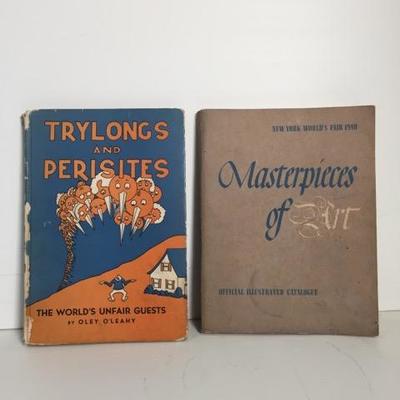 TRYLONGS
AND
PERISITES
THE WORLD'S UNFAIR GUESTS
BY OLEY O'LEAHY
NEW YORK WORLD'S FAIR 1940
Masterpieces
of Art
OFFICIAL ILLUSTRATED CATALOGUE